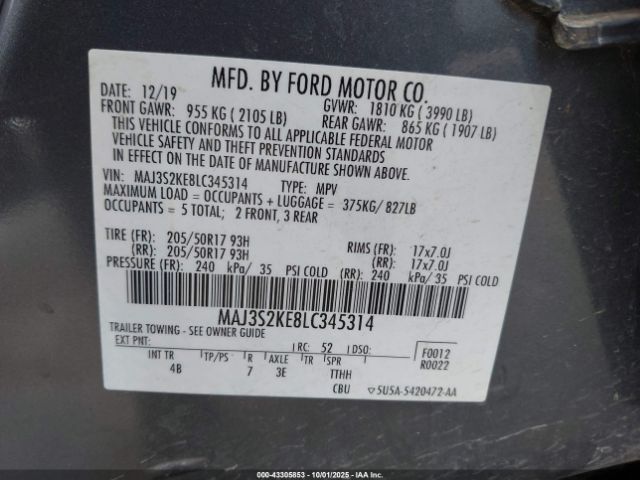 MFD. BY FORD MOTOR CO.
DATE: 12/19 GVWR: 1810 KG ( 3990 LB)
FRONT GAWR: 955 KG ( 2105 LB) REAR GAWR: 865 KG ( 1907 LB)
THIS VEHICLE CONFORMS TO ALL APPLICABLE FEDERAL MOTOR
VEHICLE SAFETY AND THEFT PREVENTION STANDARDS
IN EFFECT ON THE DATE OF MANUFACTURE SHOWN ABOVE.
VIN: MAJ3S2KE8LC345314 TYPE: MPV
MAXIMUM LOAD = OCCUPANTS + LUGGAGE = 375KG/ 827LB
OCCUPANTS = 5 TOTAL; 2 FRONT, 3 REAR
TIRE (FR): 205/50R17 93H RIMS (FR): 17x7.0J
(RR): 205/50R17 93H (RR): 17x7.0J
PRESSURE (FR): 240 kPa/ 35 PSI COLD (RR): 240 kPa/ 35 PSI COLD
MAJ3S2KE8LC345314
TRAILER TOWING - SEE OWNER GUIDE
EXT PNT: RC: 52 DSO: F0012
R0022
INT TR TP/PS R AXLE TR SPR
4B 7 3E TTHH
CBU 5U5A-5420472-AA
000-43305853 | 10/01/2025 | IAA, Inc.